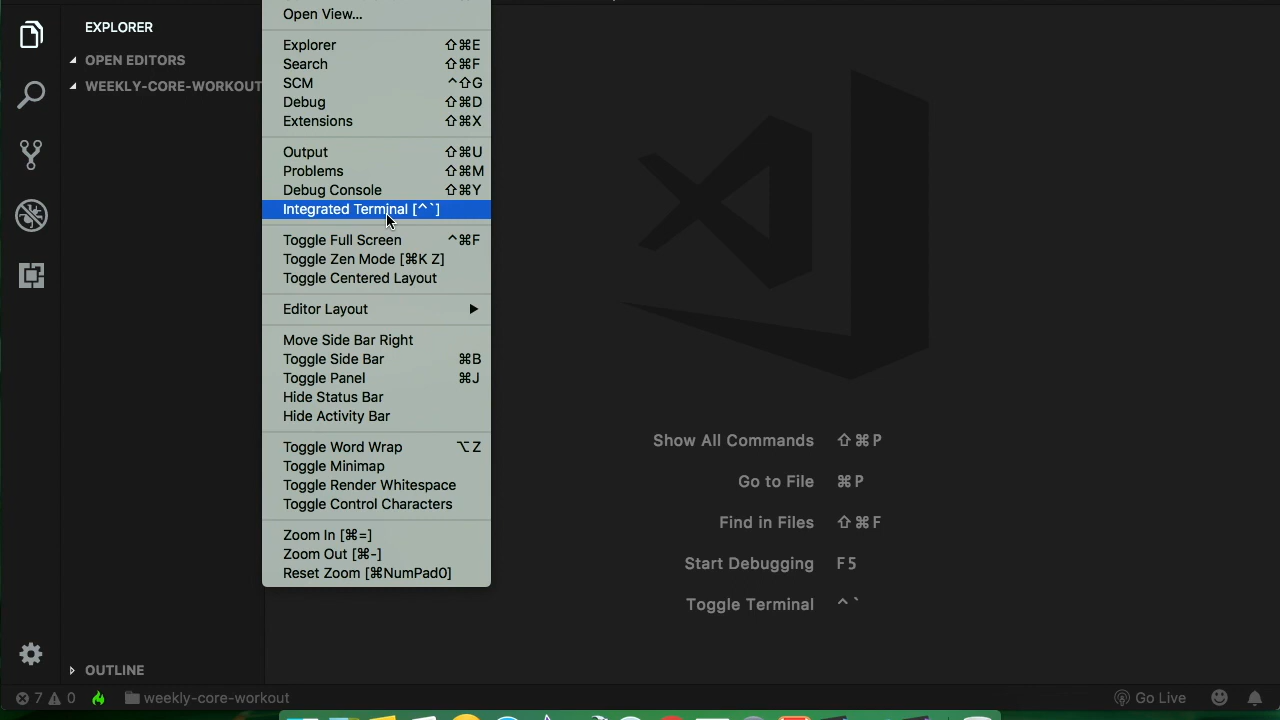 EXPLORER
OPEN EDITORS
WEEKLY-CORE-WORKOUT
Open View...
Explorer ⇧⌘E
Search ⇧⌘F
SCM ^⇧G
Debug ⇧⌘D
Extensions ⇧⌘X
Output ⇧⌘U
Problems ⇧⌘M
Debug Console ⇧⌘Y
Integrated Terminal [^`]
Toggle Full Screen ^⌘F
Toggle Zen Mode [⌘K Z]
Toggle Centered Layout
Editor Layout
Move Side Bar Right
Toggle Side Bar ⌘B
Toggle Panel ⌘J
Hide Status Bar
Hide Activity Bar
Toggle Word Wrap ⌥Z
Toggle Minimap
Toggle Render Whitespace
Toggle Control Characters
Zoom In [⌘=]
Zoom Out [⌘-]
Reset Zoom [⌘NumPad0]
Show All Commands ⇧⌘P
Go to File ⌘P
Find in Files ⇧⌘F
Start Debugging F5
Toggle Terminal ^`
OUTLINE
7 0 weekly-core-workout Go Live